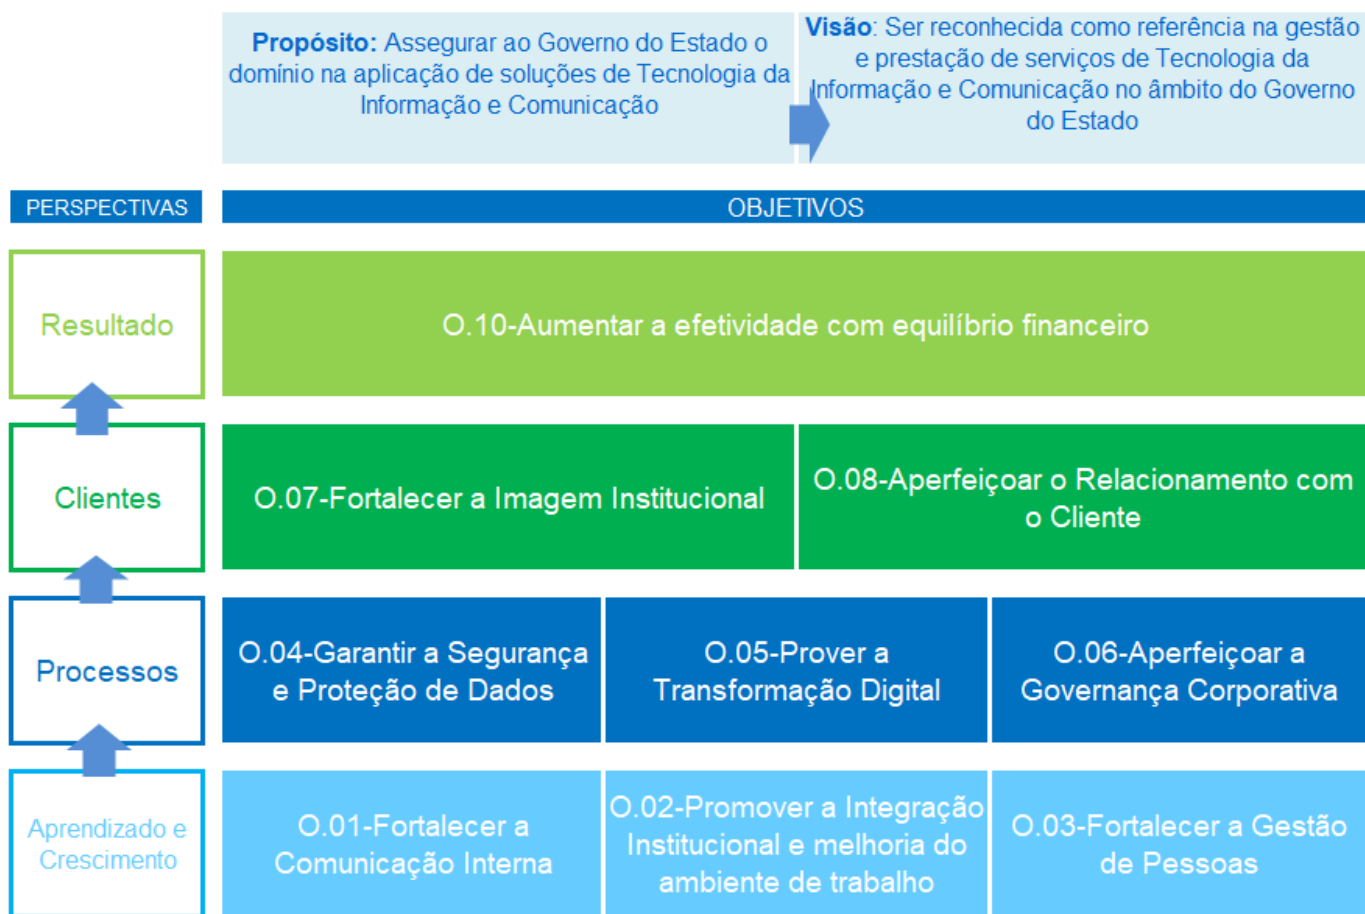 Propósito: Assegurar ao Governo do Estado o
domínio na aplicação de soluções de Tecnologia da
Informação e Comunicação
Visão: Ser reconhecida como referência na gestão
e prestação de serviços de Tecnologia da
Informação e Comunicação no âmbito do Governo
do Estado
PERSPECTIVAS
OBJETIVOS
Resultado
O.10-Aumentar a efetividade com equilíbrio financeiro
Clientes
O.07-Fortalecer a Imagem Institucional
O.08-Aperfeiçoar o Relacionamento com
o Cliente
Processos
O.04-Garantir a Segurança
e Proteção de Dados
O.05-Prover a
Transformação Digital
O.06-Aperfeiçoar a
Governança Corporativa
Aprendizado e
Crescimento
O.01-Fortalecer a
Comunicação Interna
O.02-Promover a Integração
Institucional e melhoria do
ambiente de trabalho
O.03-Fortalecer a Gestão
de Pessoas